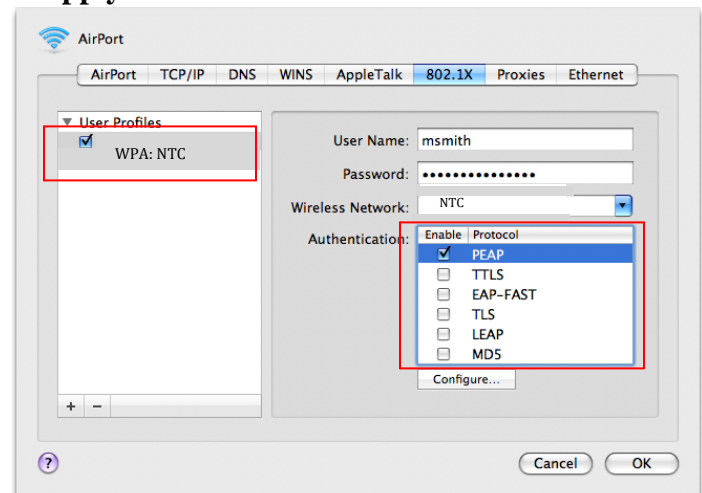 AirPort
AirPort TCP/IP DNS WINS AppleTalk 802.1X Proxies Ethernet
User Profiles
WPA: NTC
User Name: msmith
Password: •••••••••••••••
Wireless Network: NTC
Authentication: Enable Protocol
PEAP
TTLS
EAP-FAST
TLS
LEAP
MD5
Configure...
+ −
? Cancel OK